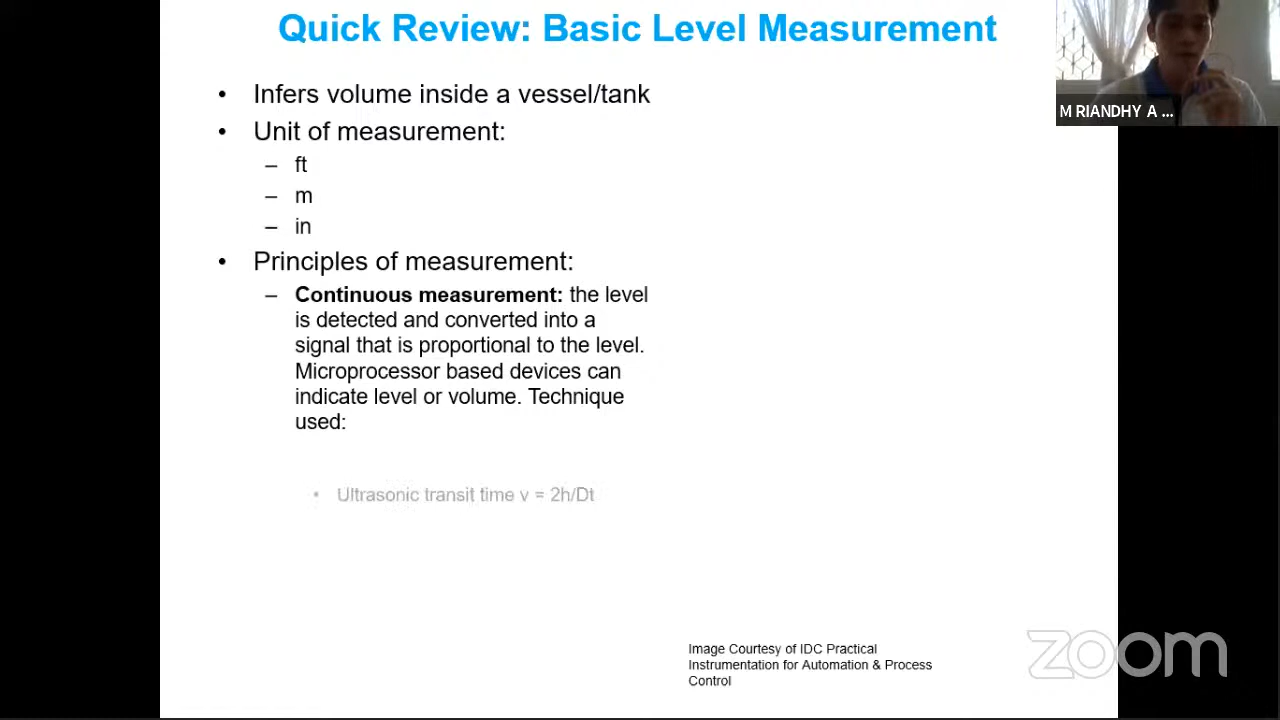 Quick Review: Basic Level Measurement
M RIANDHY A ...
• Infers volume inside a vessel/tank
• Unit of measurement:
– ft
– m
– in
• Principles of measurement:
– Continuous measurement: the level
is detected and converted into a
signal that is proportional to the level.
Microprocessor based devices can
indicate level or volume. Technique
used:
• Ultrasonic transit time v = 2h/Dt
Image Courtesy of IDC Practical
Instrumentation for Automation & Process
Control
zoom